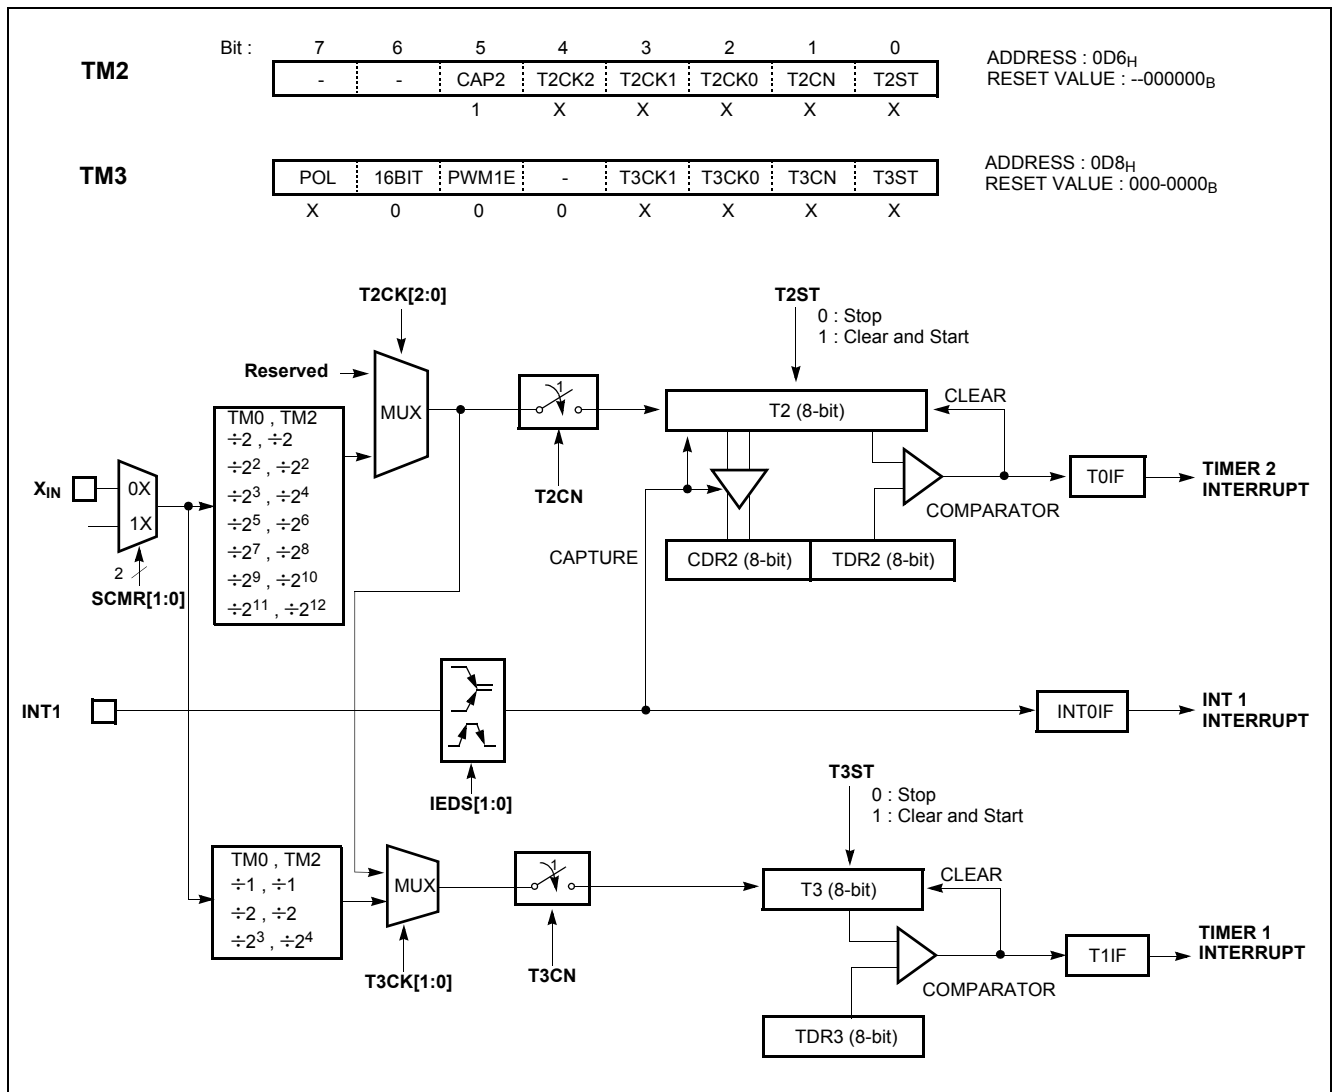 Bit : 7 6 5 4 3 2 1 0
TM2
- - CAP2 T2CK2 T2CK1 T2CK0 T2CN T2ST
1 X X X X X
ADDRESS : 0D6H
RESET VALUE : --000000B
TM3
POL 16BIT PWM1E - T3CK1 T3CK0 T3CN T3ST
X 0 0 0 X X X X
ADDRESS : 0D8H
RESET VALUE : 000-0000B
T2CK[2:0]
T2ST
0 : Stop
1 : Clear and Start
Reserved
MUX
1
T2 (8-bit)
CLEAR
TM0 , TM2
÷2 , ÷2
÷2² , ÷2²
÷2³ , ÷2⁴
÷2⁵ , ÷2⁶
÷2⁷ , ÷2⁸
÷2⁹ , ÷2¹⁰
÷2¹¹ , ÷2¹²
XIN
0X
1X
2
SCMR[1:0]
T2CN
COMPARATOR
T0IF
TIMER 2
INTERRUPT
CAPTURE
CDR2 (8-bit)
TDR2 (8-bit)
INT1
IEDS[1:0]
INT0IF
INT 1
INTERRUPT
T3ST
0 : Stop
1 : Clear and Start
TM0 , TM2
÷1 , ÷1
÷2 , ÷2
÷2³ , ÷2⁴
MUX
T3CK[1:0]
1
T3CN
T3 (8-bit)
CLEAR
COMPARATOR
T1IF
TIMER 1
INTERRUPT
TDR3 (8-bit)